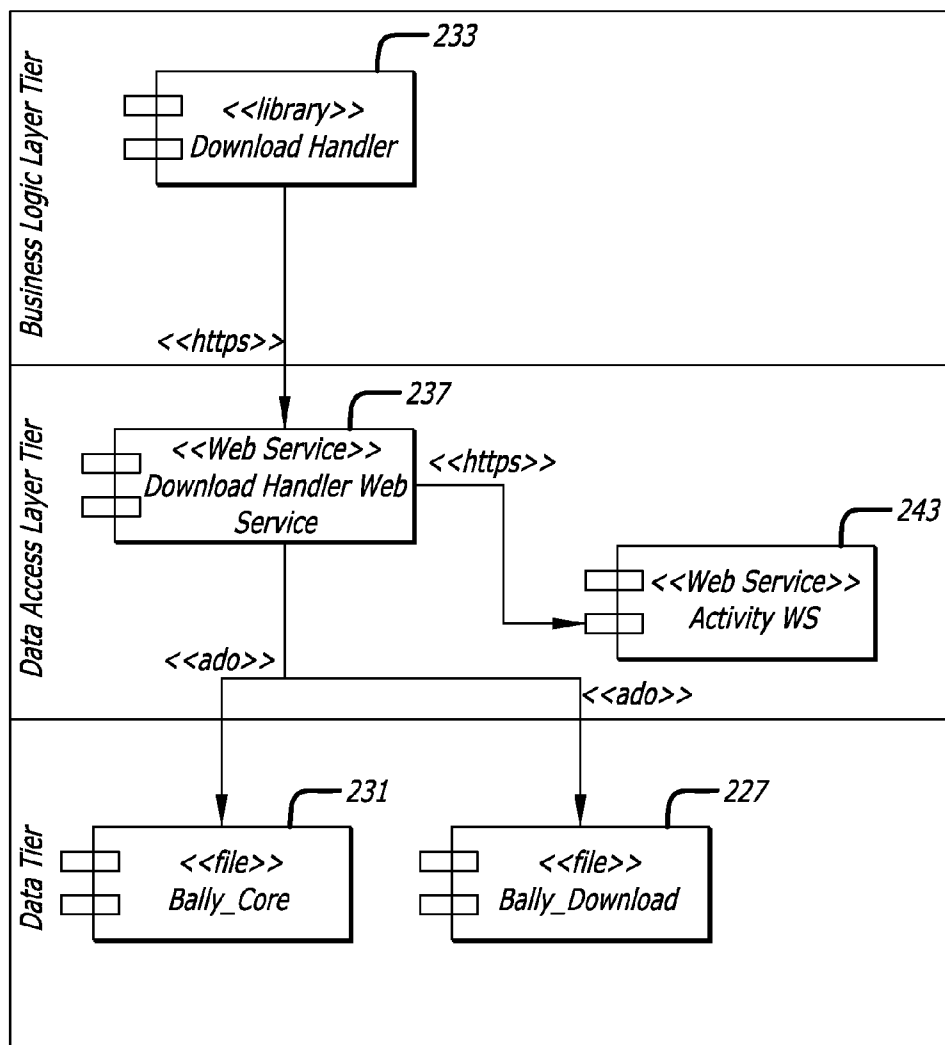 Business Logic Layer Tier
233
<<library>>
Download Handler
<<https>>
Data Access Layer Tier
237
<<Web Service>>
Download Handler Web
Service
<<https>>
243
<<Web Service>>
Activity WS
<<ado>>
<<ado>>
Data Tier
231
<<file>>
Bally_Core
227
<<file>>
Bally_Download